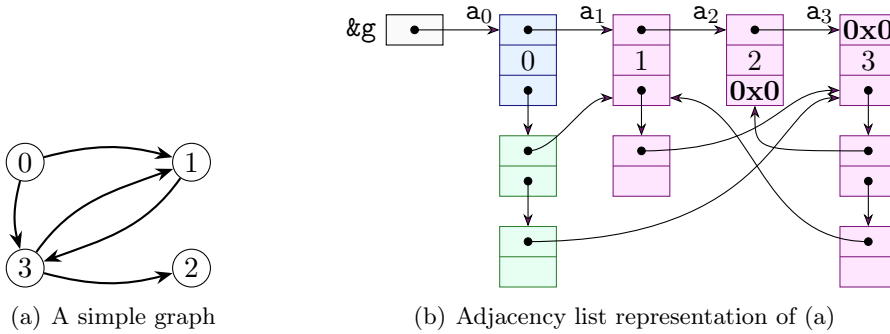 &g a₀ a₁ a₂ a₃
0x0
0 1 2 3
0x0
0 1
3 2
(a) A simple graph (b) Adjacency list representation of (a)